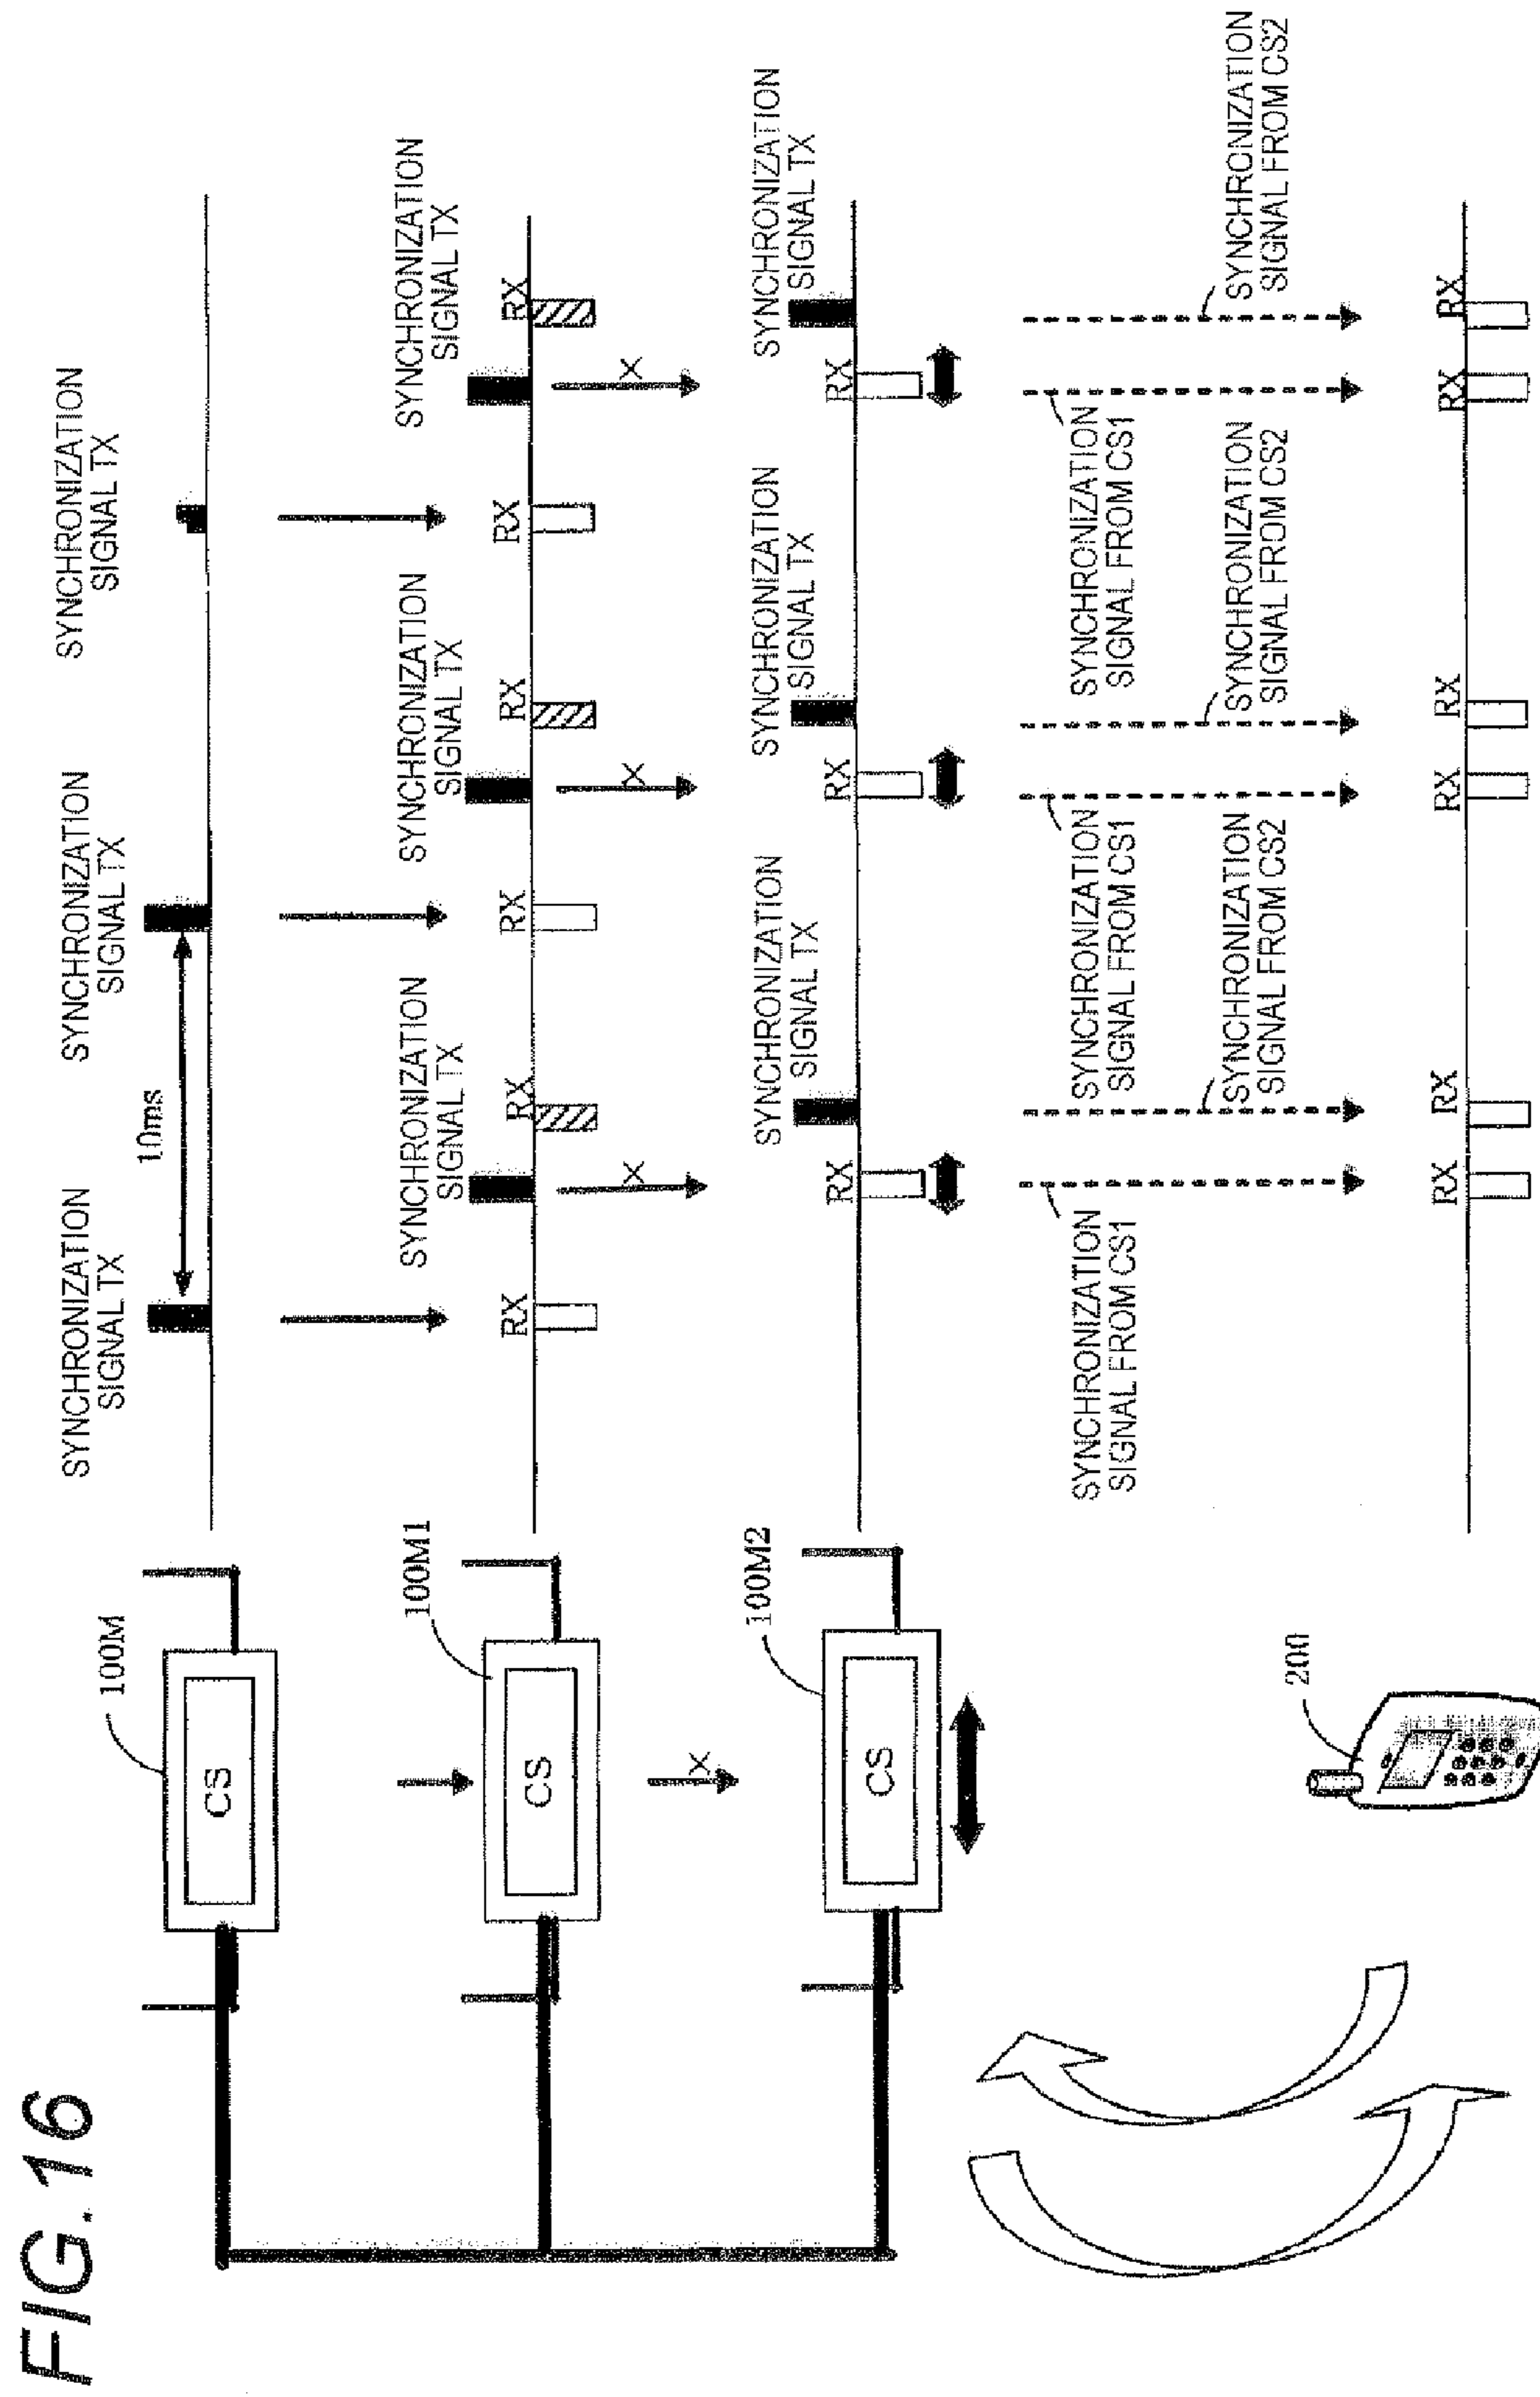 FIG. 16
100M
CS
SYNCHRONIZATION
SIGNAL TX
10ms
SYNCHRONIZATION
SIGNAL TX
SYNCHRONIZATION
SIGNAL TX
100M1
CS
X
RX
SYNCHRONIZATION
SIGNAL TX
X
RX
RX
SYNCHRONIZATION
SIGNAL TX
X
RX
RX
SYNCHRONIZATION
SIGNAL TX
X
RX
100M2
CS
RX
SYNCHRONIZATION
SIGNAL TX
RX
SYNCHRONIZATION
SIGNAL TX
RX
SYNCHRONIZATION
SIGNAL TX
SYNCHRONIZATION
SIGNAL FROM CS1
SYNCHRONIZATION
SIGNAL FROM CS2
SYNCHRONIZATION
SIGNAL FROM CS1
SYNCHRONIZATION
SIGNAL FROM CS2
SYNCHRONIZATION
SIGNAL FROM CS1
SYNCHRONIZATION
SIGNAL FROM CS2
200
RX
RX
RX
RX
RX
RX